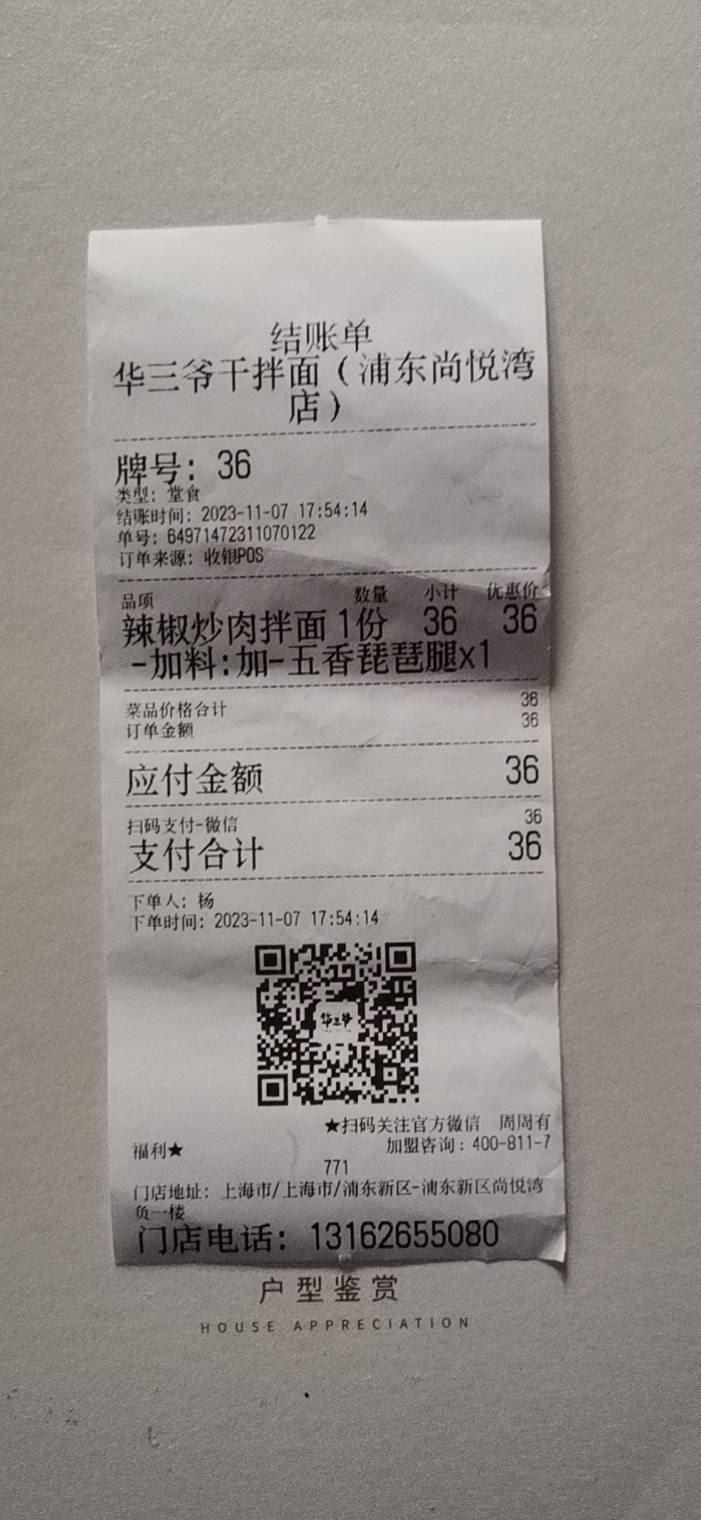 结账单
华三爷干拌面（浦东尚悦湾
店）
牌号: 36
类型: 堂食
结账时间: 2023-11-07 17:54:14
单号: 64971472311070122
订单来源: 收银POS
品项 数量 小计 优惠价
辣椒炒肉拌面 1份 36 36
-加料:加-五香琵琶腿x1
菜品价格合计 36
订单金额 36
应付金额 36
扫码支付-微信 36
支付合计 36
下单人: 杨
下单时间: 2023-11-07 17:54:14
华三爷
★扫码关注官方微信 周周有
福利★ 加盟咨询: 400-811-7
771
门店地址: 上海市/上海市/浦东新区-浦东新区尚悦湾
负一楼
门店电话: 13162655080
户型鉴赏
HOUSE APPRECIATION